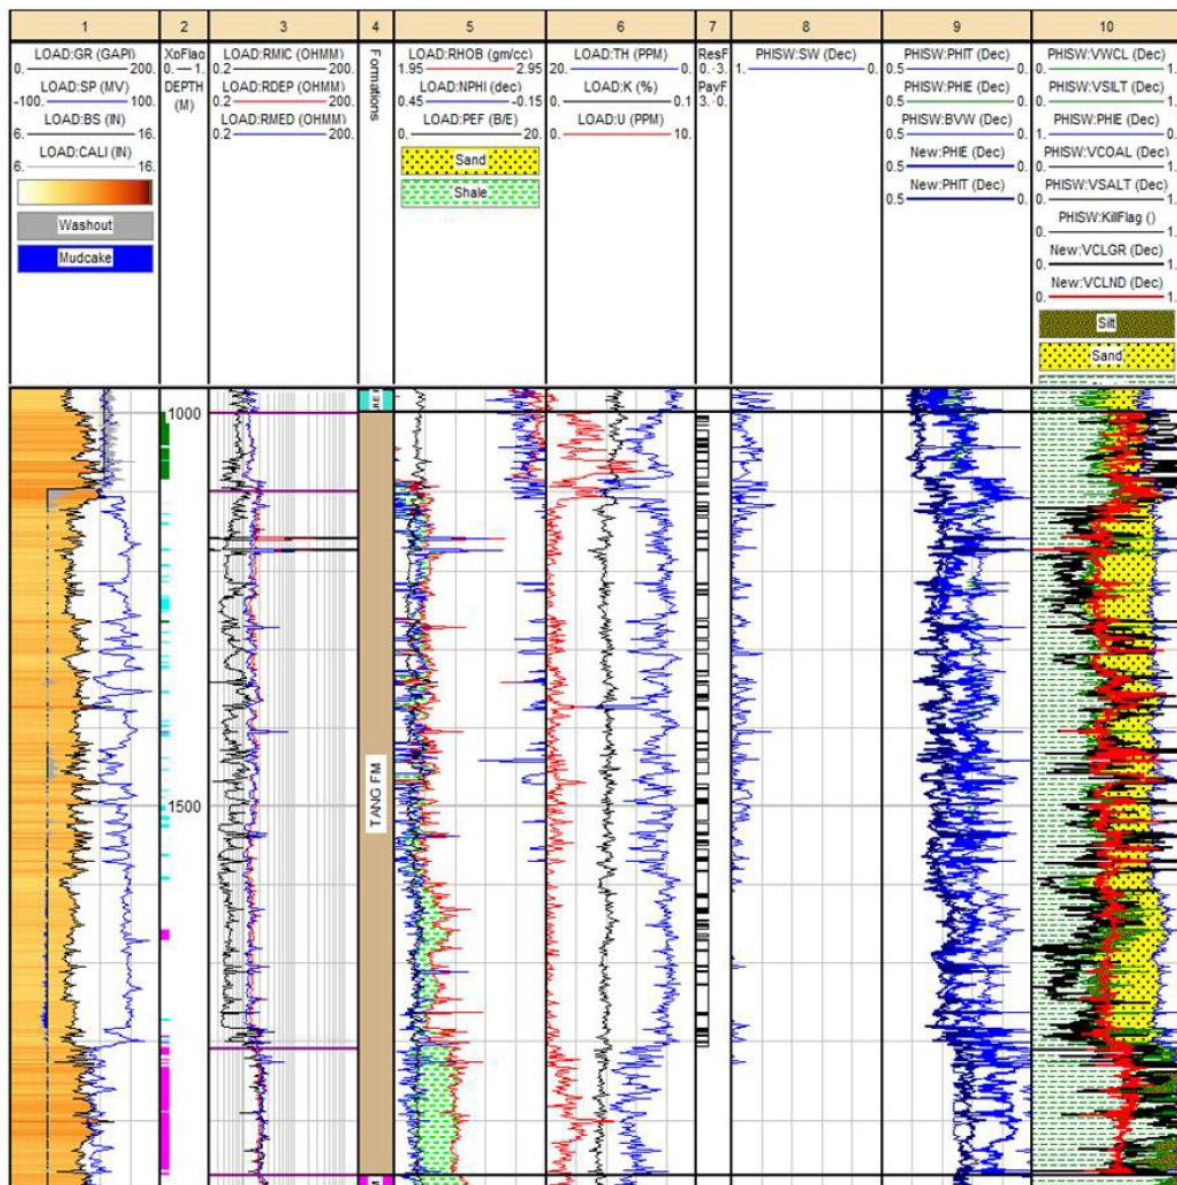 1 2 3 4 5 6 7 8 9 10
LOAD:GR (GAPI)
0. 200.
LOAD:SP (MV)
-100. 100.
LOAD:BS (IN)
6. 16.
LOAD:CALI (IN)
6. 16.
Washout
Mudcake
XoFlag
0. 1.
DEPTH
(M)
LOAD:RMIC (OHMM)
0.2 200.
LOAD:RDEP (OHMM)
0.2 200.
LOAD:RMED (OHMM)
0.2 200.
Formations
LOAD:RHOB (gm/cc)
1.95 2.95
LOAD:NPHI (dec)
0.45 -0.15
LOAD:PEF (B/E)
0. 20.
Sand
Shale
LOAD:TH (PPM)
20. 0.
LOAD:K (%)
0. 0.1
LOAD:U (PPM)
0. 10.
ResF
0. 3.
PayF
3. 0.
PHISW:SW (Dec)
1. 0.
PHISW:PHIT (Dec)
0.5 0.
PHISW:PHIE (Dec)
0.5 0.
PHISW:BVW (Dec)
0.5 0.
New:PHIE (Dec)
0.5 0.
New:PHIT (Dec)
0.5 0.
PHISW:VWCL (Dec)
0. 1.
PHISW:VSILT (Dec)
0. 1.
PHISW:PHIE (Dec)
1. 0.
PHISW:VCOAL (Dec)
0. 1.
PHISW:VSALT (Dec)
0. 1.
PHISW:KillFlag ()
0. 1.
New:VCLGR (Dec)
0. 1.
New:VCLND (Dec)
0. 1.
Silt
Sand
1000
1500
TANG FM